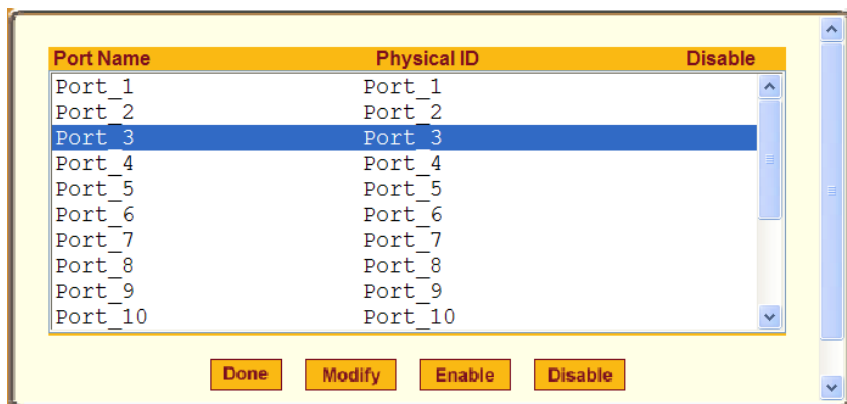 Port Name Physical ID Disable
Port_1 Port_1
Port_2 Port_2
Port_3 Port_3
Port_4 Port_4
Port_5 Port_5
Port_6 Port_6
Port_7 Port_7
Port_8 Port_8
Port_9 Port_9
Port_10 Port_10
Done Modify Enable Disable